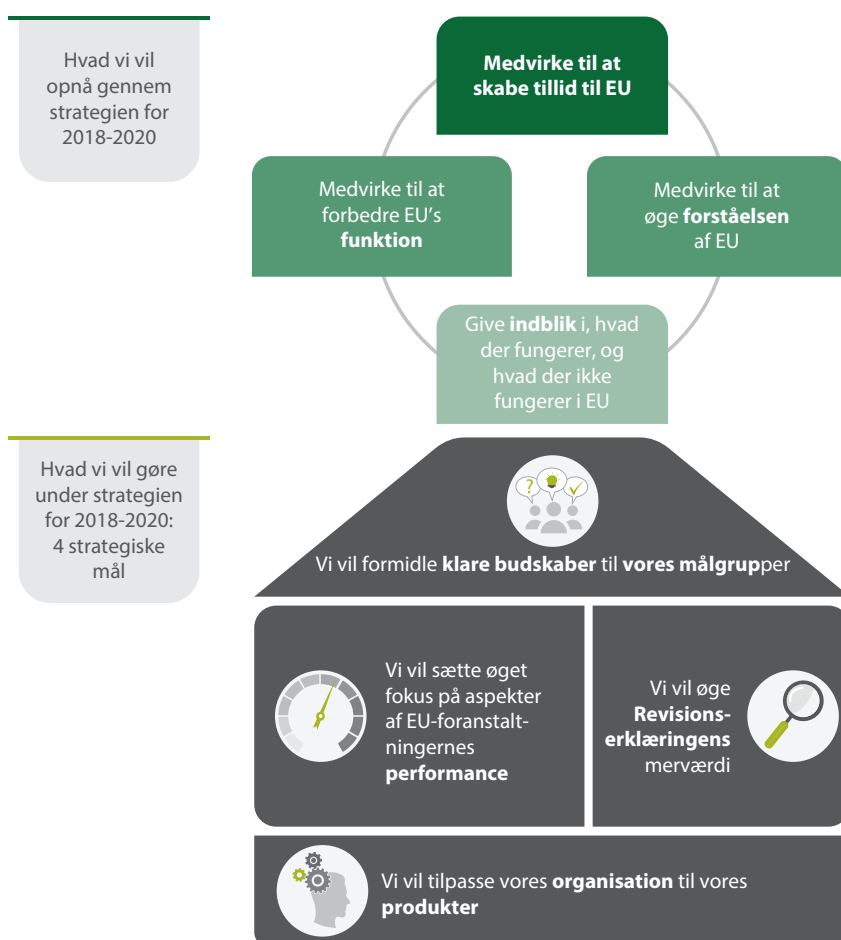 Hvad vi vil
opnå gennem
strategien for
2018-2020
Medvirke til at
skabe tillid til EU
Medvirke til at
forbedre EU's
funktion
Medvirke til at
øge forståelsen
af EU
Give indblik i, hvad
der fungerer, og
hvad der ikke
fungerer i EU
Hvad vi vil gøre
under strategien
for 2018-2020:
4 strategiske
mål
?
Vi vil formidle klare budskaber til vores målgrupper
Vi vil sætte øget
fokus på aspekter
af EU-foranstalt-
ningernes
performance
Vi vil øge
Revisions-
erklæringens
merværdi
Vi vil tilpasse vores organisation til vores
produkter